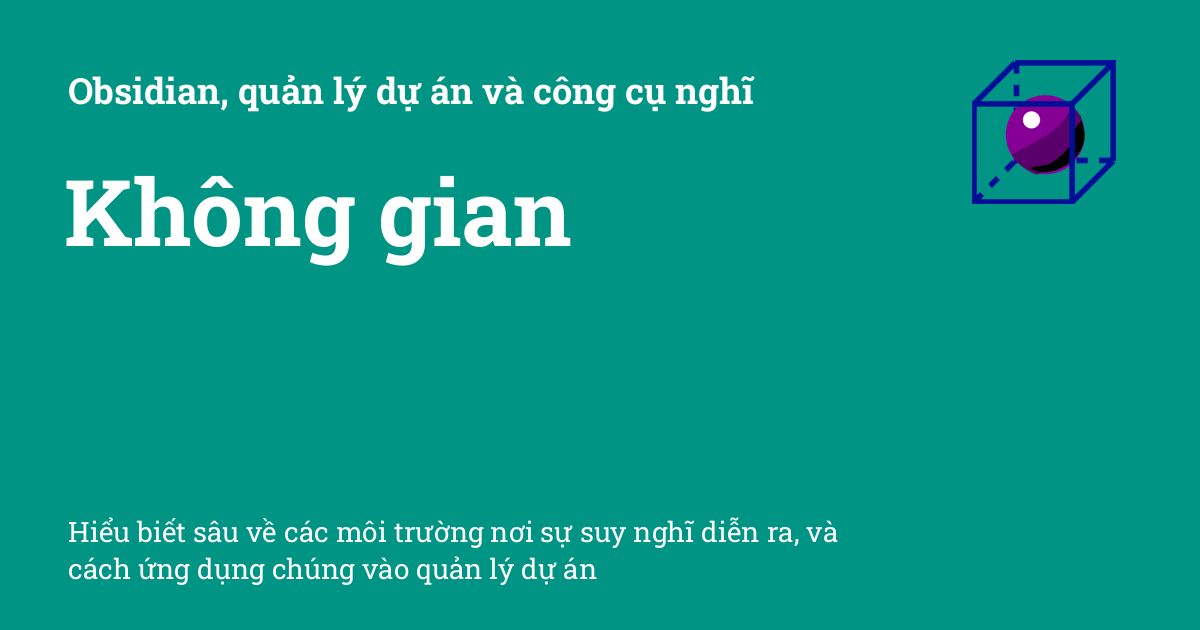 Obsidian, quản lý dự án và công cụ nghĩ
Không gian
Hiểu biết sâu về các môi trường nơi sự suy nghĩ diễn ra, và
cách ứng dụng chúng vào quản lý dự án